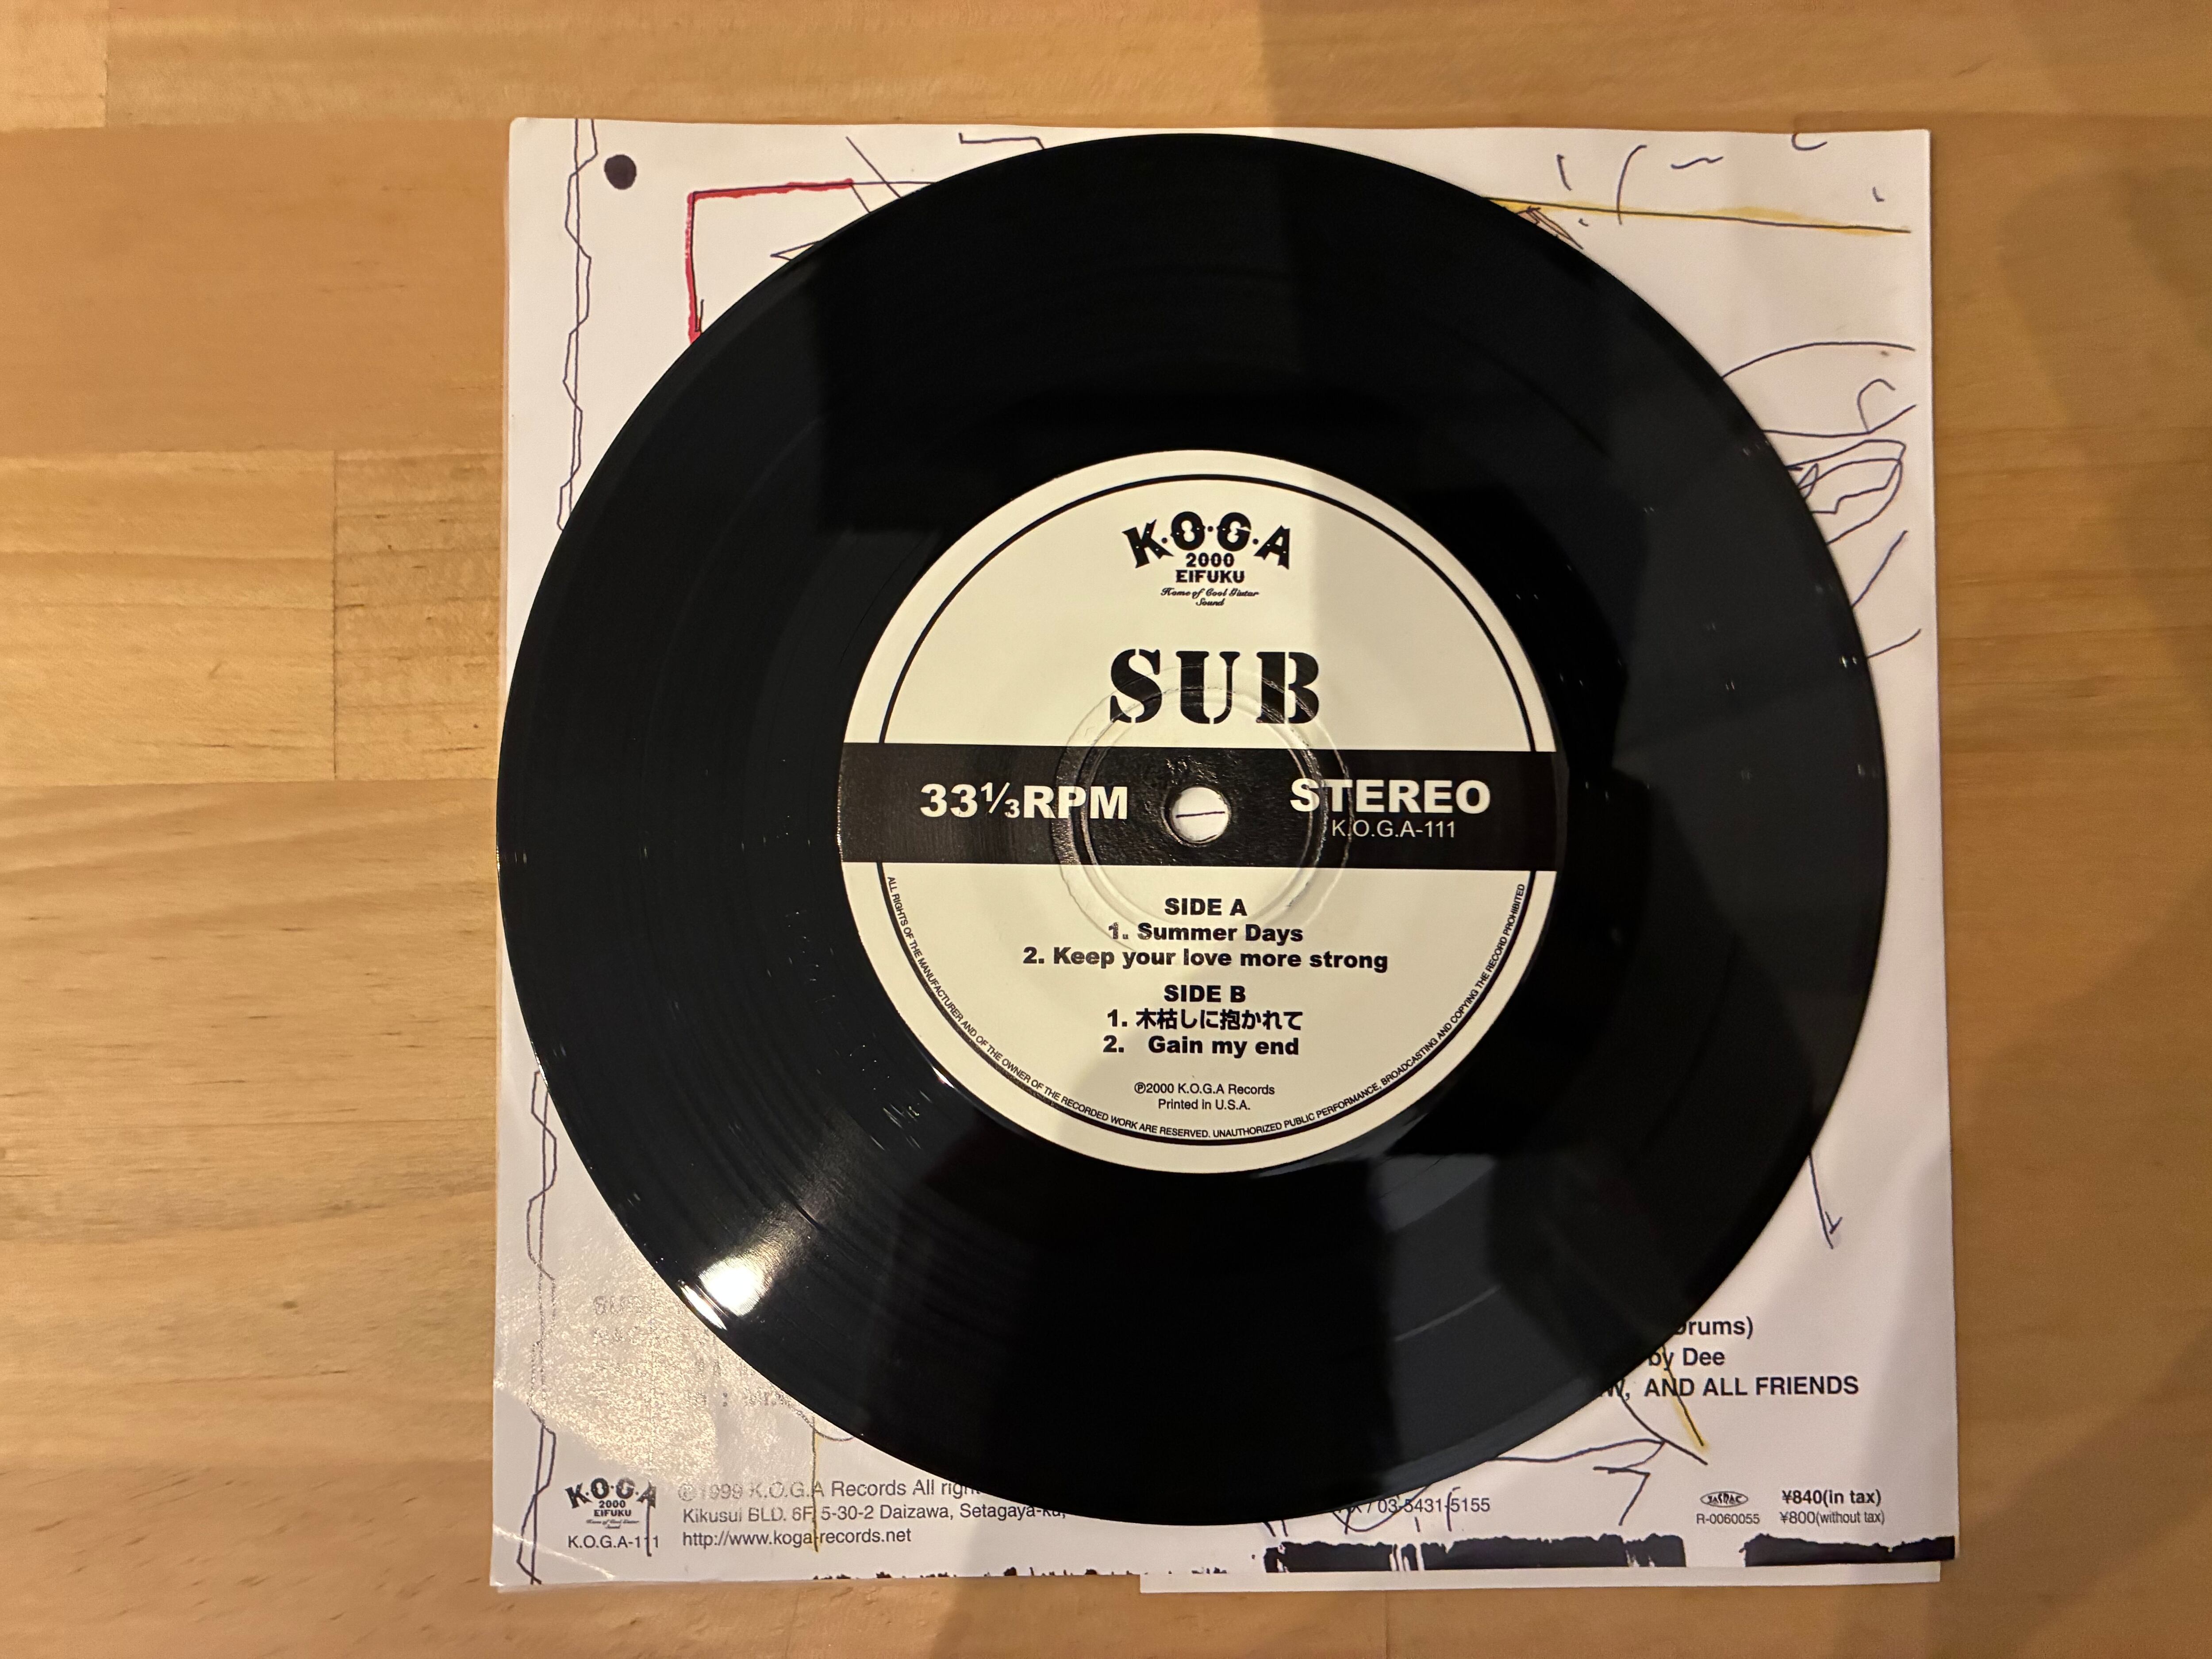 K.O.G.A
2000
EIFUKU
Home of Cool Guitar
Sound
SUB
33⅓RPM
STEREO
K.O.G.A-111
SIDE A
1. Summer Days
2. Keep your love more strong
SIDE B
1. 木枯しに抱かれて
2. Gain my end
℗2000 K.O.G.A Records
Printed in U.S.A.
ALL RIGHTS OF THE MANUFACTURER AND OF THE OWNER OF THE RECORDED WORK ARE RESERVED. UNAUTHORIZED PUBLIC PERFORMANCE, BROADCASTING AND COPYING THE RECORD PROHIBITED
Drums)
by Dee
AND ALL FRIENDS
K.O.G.A
2000
EIFUKU
K.O.G.A-111
℗1999 K.O.G.A Records All
Kikusui BLD. 6F 5-30-2 Daizawa, Setagaya-ku,
/ 03-5431-5155
http://www.koga-records.net
JASRAC
R-0060055
¥840(in tax)
¥800(without tax)